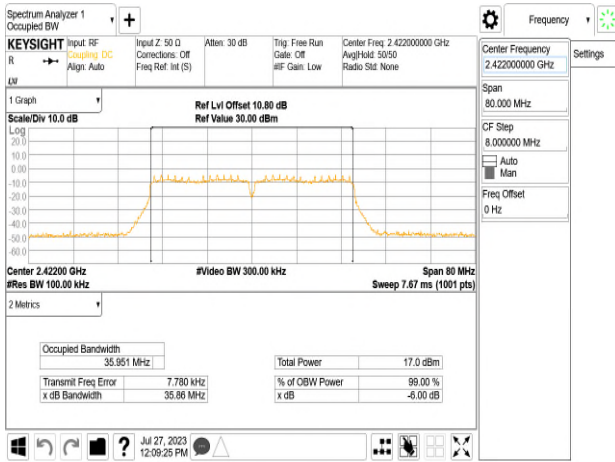 Spectrum Analyzer 1
Occupied BW
+
Frequency
KEYSIGHT
R
LXI
Input: RF
Coupling: DC
Align: Auto
Input Z: 50 Ω
Corrections: Off
Freq Ref: Int (S)
Atten: 30 dB
Trig: Free Run
Gate: Off
#IF Gain: Low
Center Freq: 2.422000000 GHz
Avg|Hold: 50/50
Radio Std: None
Center Frequency
2.422000000 GHz
Settings
Span
80.000 MHz
CF Step
8.000000 MHz
Auto
Man
Freq Offset
0 Hz
1 Graph
Scale/Div 10.0 dB
Ref Lvl Offset 10.80 dB
Ref Value 30.00 dBm
Log
20.0
10.0
0.00
-10.0
-20.0
-30.0
-40.0
-50.0
-60.0
Center 2.42200 GHz
#Video BW 300.00 kHz
Span 80 MHz
#Res BW 100.00 kHz
Sweep 7.67 ms (1001 pts)
2 Metrics
Occupied Bandwidth
35.951 MHz
Total Power 17.0 dBm
Transmit Freq Error 7.780 kHz
% of OBW Power 99.00 %
x dB Bandwidth 35.86 MHz
x dB -6.00 dB
?
Jul 27, 2023
12:09:25 PM